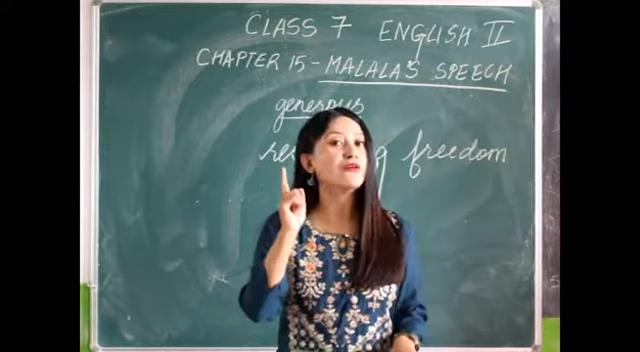 CLASS 7 ENGLISH II
CHAPTER 15 - MALALA'S SPEECH
generous
freedom